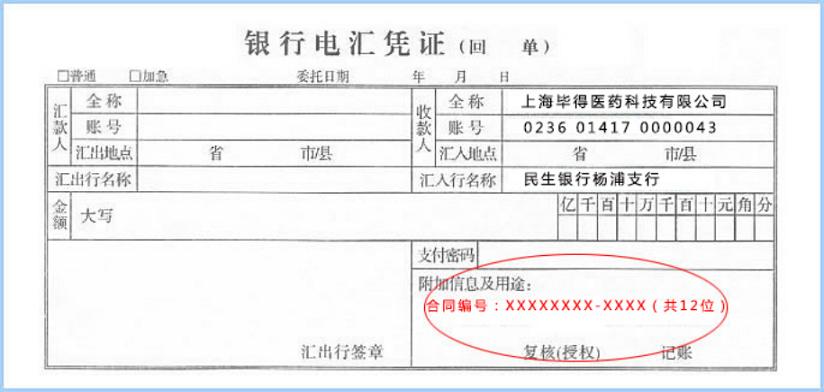 银行电汇凭证(回 单)
□普通 □加急 委托日期 年 月 日
汇款人 全称 收款人 全称 上海毕得医药科技有限公司
账号 账号 0236 01417 0000043
汇出地点 省 市/县 汇入地点 省 市/县
汇出行名称 汇入行名称 民生银行杨浦支行
金额 大写 亿千百十万千百十元角分
支付密码
附加信息及用途:
合同编号:XXXXXXXX-XXXX(共12位)
汇出行签章 复核(授权) 记账